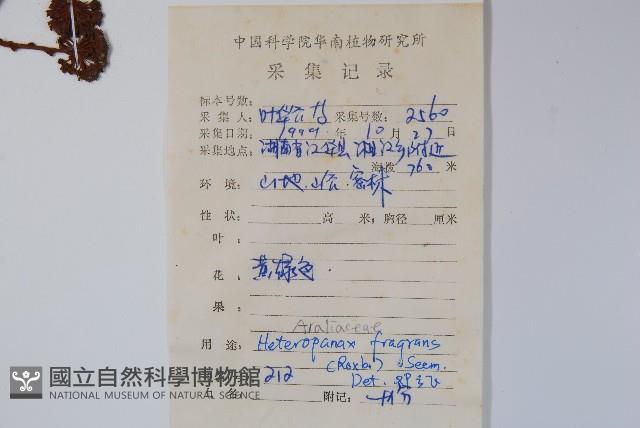 中国科学院华南植物研究所
采集记录
标本号数:
采集人: 叶华谷 采集号数: 2560
采集日期: 年 10 月 27 日
采集地点: 湖南省江华县 湘江乡附近
海拨 760 米
环境: 山地.山谷.密林
性状: 高 米; 胸径 厘米
叶:
花: 黄绿色.
果:
Araliaceae
用途: Heteropanax fragrans
(Roxb.) Seem.
212 Det.
附记:
國立自然科學博物館
NATIONAL MUSEUM OF NATURAL SCIENCE